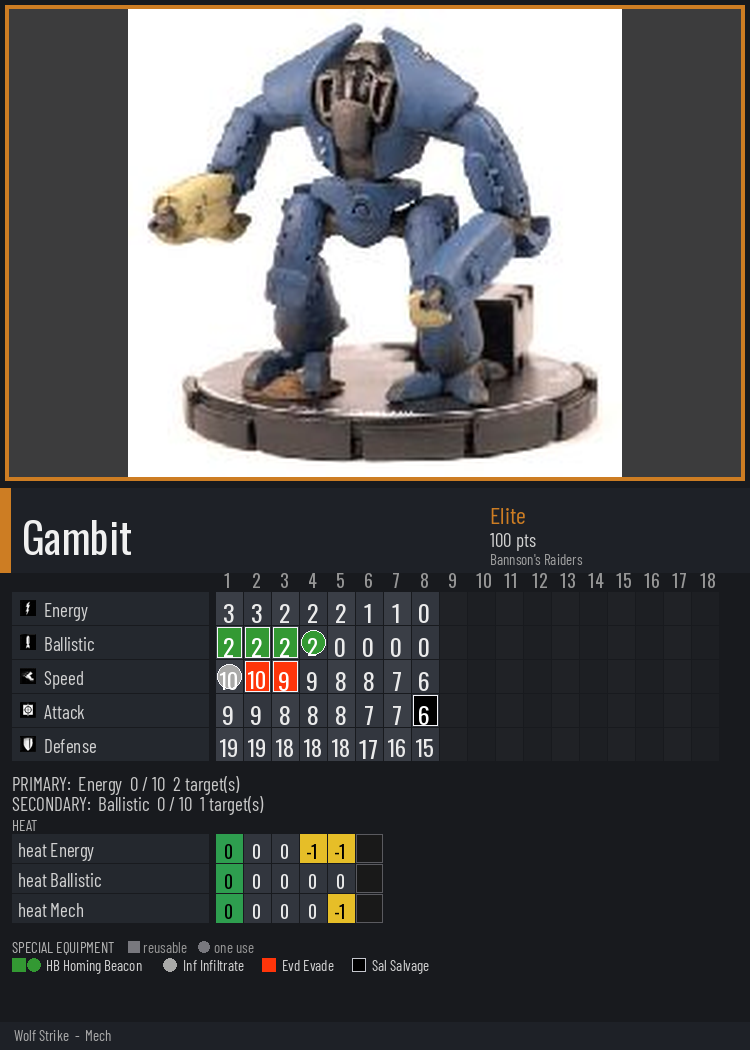 Gambit
Elite
100 pts
Bannson's Raiders
1 2 3 4 5 6 7 8 9 10 11 12 13 14 15 16 17 18
Energy 3 3 2 2 2 1 1 0
Ballistic 2 2 2 2 0 0 0 0
Speed 10 10 9 9 8 8 7 6
Attack 9 9 8 8 8 7 7 6
Defense 19 19 18 18 18 17 16 15
PRIMARY: Energy 0 / 10 2 target(s)
SECONDARY: Ballistic 0 / 10 1 target(s)
HEAT
heat Energy 0 0 0 -1 -1
heat Ballistic 0 0 0 0 0
heat Mech 0 0 0 0 -1
SPECIAL EQUIPMENT reusable one use
HB Homing Beacon Inf Infiltrate Evd Evade Sal Salvage
Wolf Strike - Mech